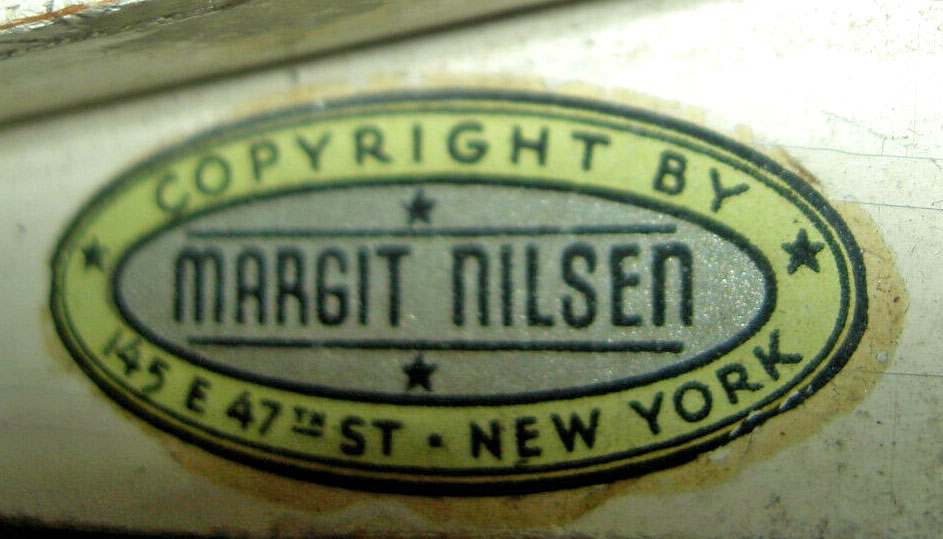 COPYRIGHT BY
MARGIT NILSEN
145 E 47TH ST • NEW YORK